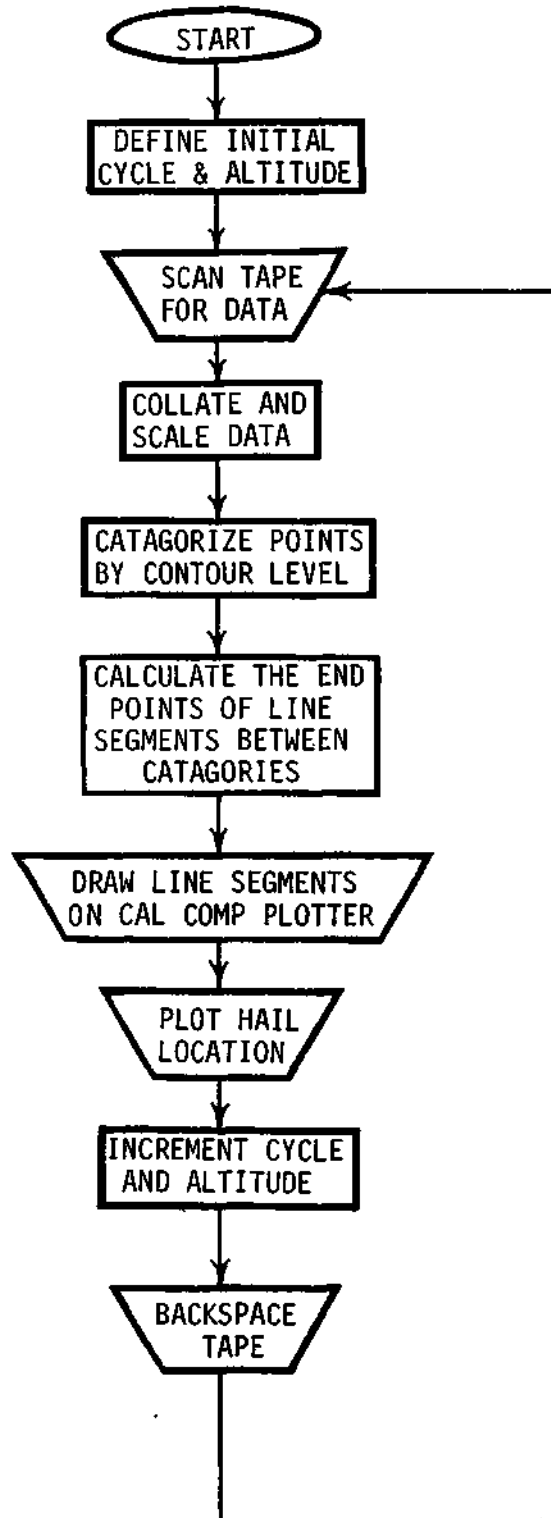 START
DEFINE INITIAL
CYCLE & ALTITUDE
SCAN TAPE
FOR DATA
COLLATE AND
SCALE DATA
CATAGORIZE POINTS
BY CONTOUR LEVEL
CALCULATE THE END
POINTS OF LINE
SEGMENTS BETWEEN
CATAGORIES
DRAW LINE SEGMENTS
ON CAL COMP PLOTTER
PLOT HAIL
LOCATION
INCREMENT CYCLE
AND ALTITUDE
BACKSPACE
TAPE